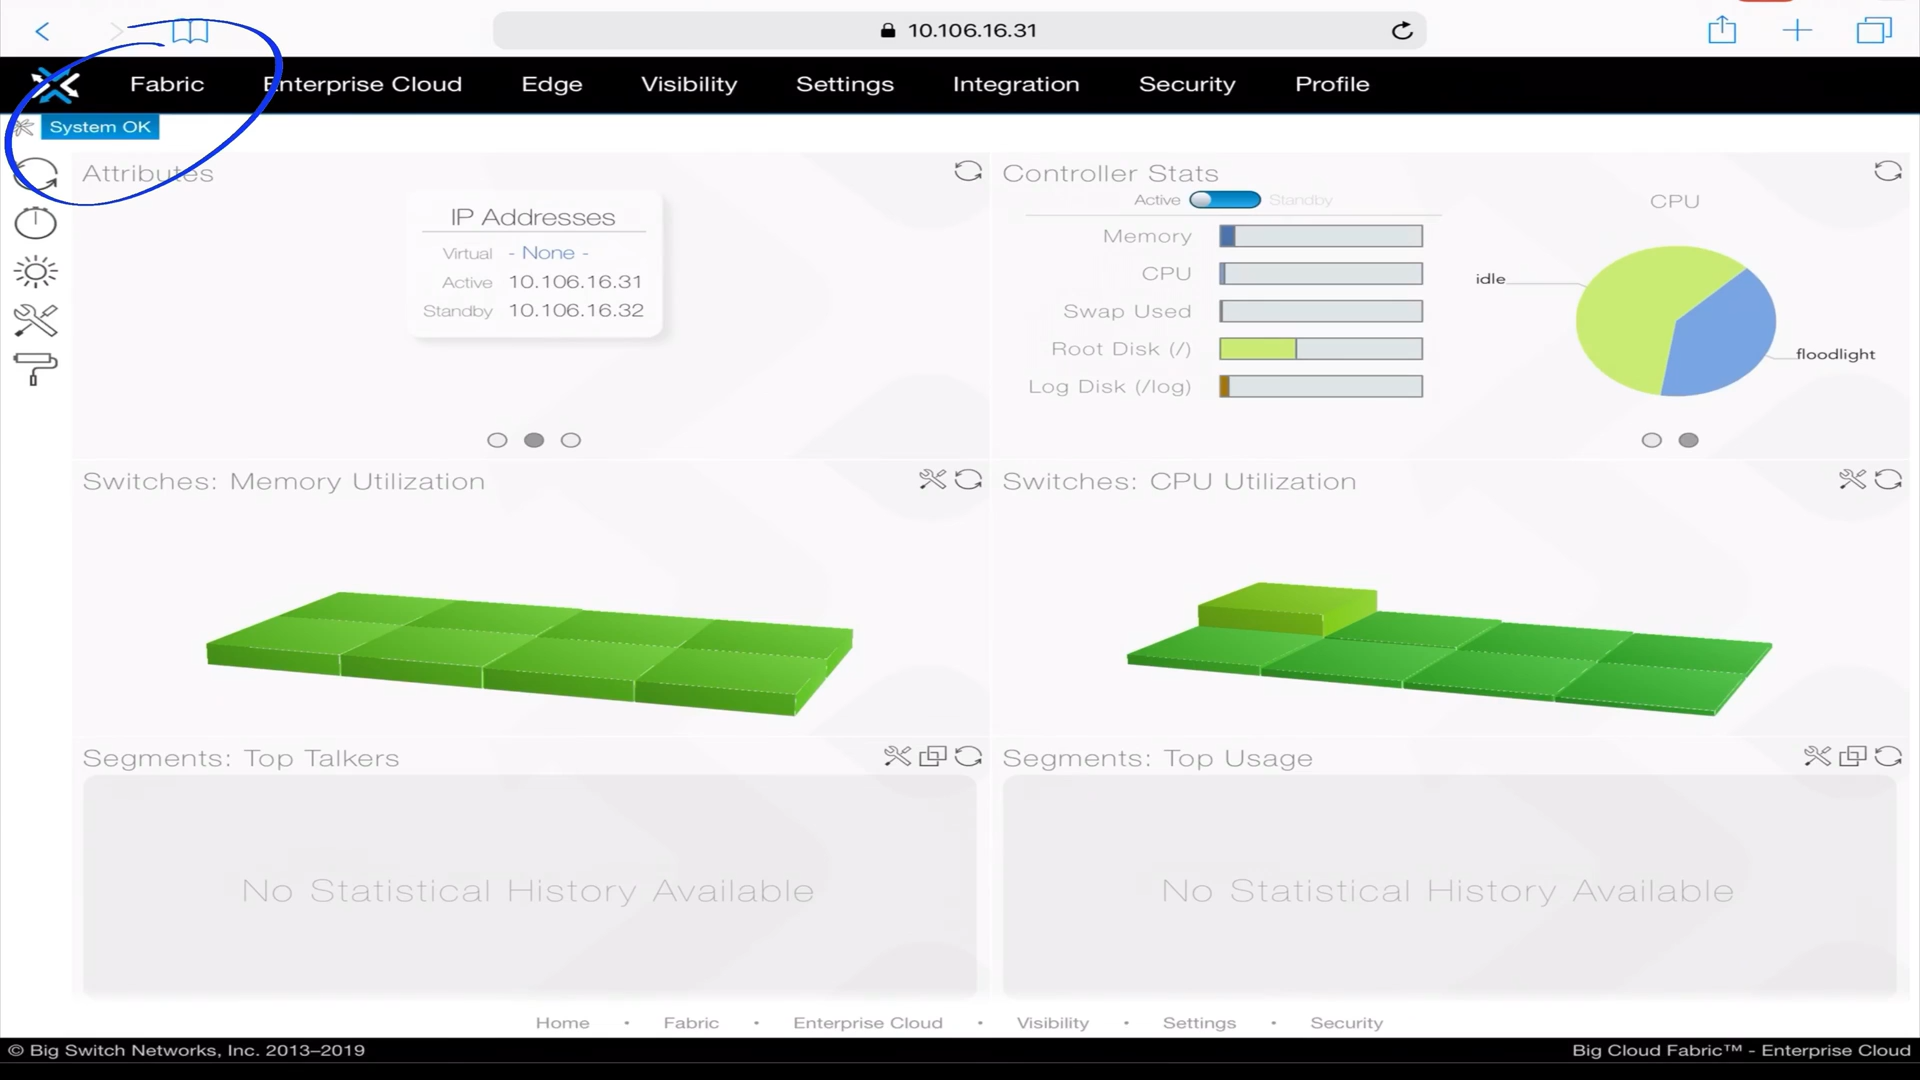 10.106.16.31
Fabric Enterprise Cloud Edge Visibility Settings Integration Security Profile
System OK
Attributes
IP Addresses
Virtual - None -
Active 10.106.16.31
Standby 10.106.16.32
Controller Stats
Active Standby
Memory
CPU
Swap Used
Root Disk (/)
Log Disk (/log)
CPU
idle
floodlight
Switches: Memory Utilization
Switches: CPU Utilization
Segments: Top Talkers
No Statistical History Available
Segments: Top Usage
No Statistical History Available
Home • Fabric • Enterprise Cloud • Visibility • Settings • Security
© Big Switch Networks, Inc. 2013–2019
Big Cloud Fabric™ - Enterprise Cloud